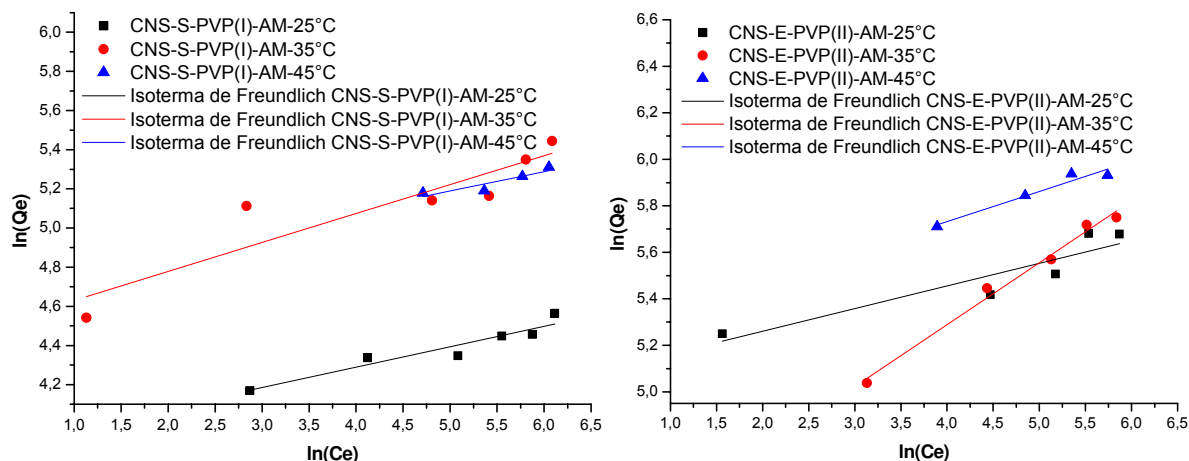 CNS-S-PVP(I)-AM-25°C
CNS-S-PVP(I)-AM-35°C
CNS-S-PVP(I)-AM-45°C
Isoterma de Freundlich CNS-S-PVP(I)-AM-25°C
Isoterma de Freundlich CNS-S-PVP(I)-AM-35°C
Isoterma de Freundlich CNS-S-PVP(I)-AM-45°C
6,0
5,8
5,6
5,4
5,2
5,0
4,8
4,6
4,4
4,2
ln(Qe)
1,0 1,5 2,0 2,5 3,0 3,5 4,0 4,5 5,0 5,5 6,0 6,5
ln(Ce)
CNS-E-PVP(II)-AM-25°C
CNS-E-PVP(II)-AM-35°C
CNS-E-PVP(II)-AM-45°C
Isoterma de Freundlich CNS-E-PVP(II)-AM-25°C
Isoterma de Freundlich CNS-E-PVP(II)-AM-35°C
Isoterma de Freundlich CNS-E-PVP(II)-AM-45°C
6,6
6,4
6,2
6,0
5,8
5,6
5,4
5,2
5,0
ln(Qe)
1,0 1,5 2,0 2,5 3,0 3,5 4,0 4,5 5,0 5,5 6,0 6,5
ln(Ce)